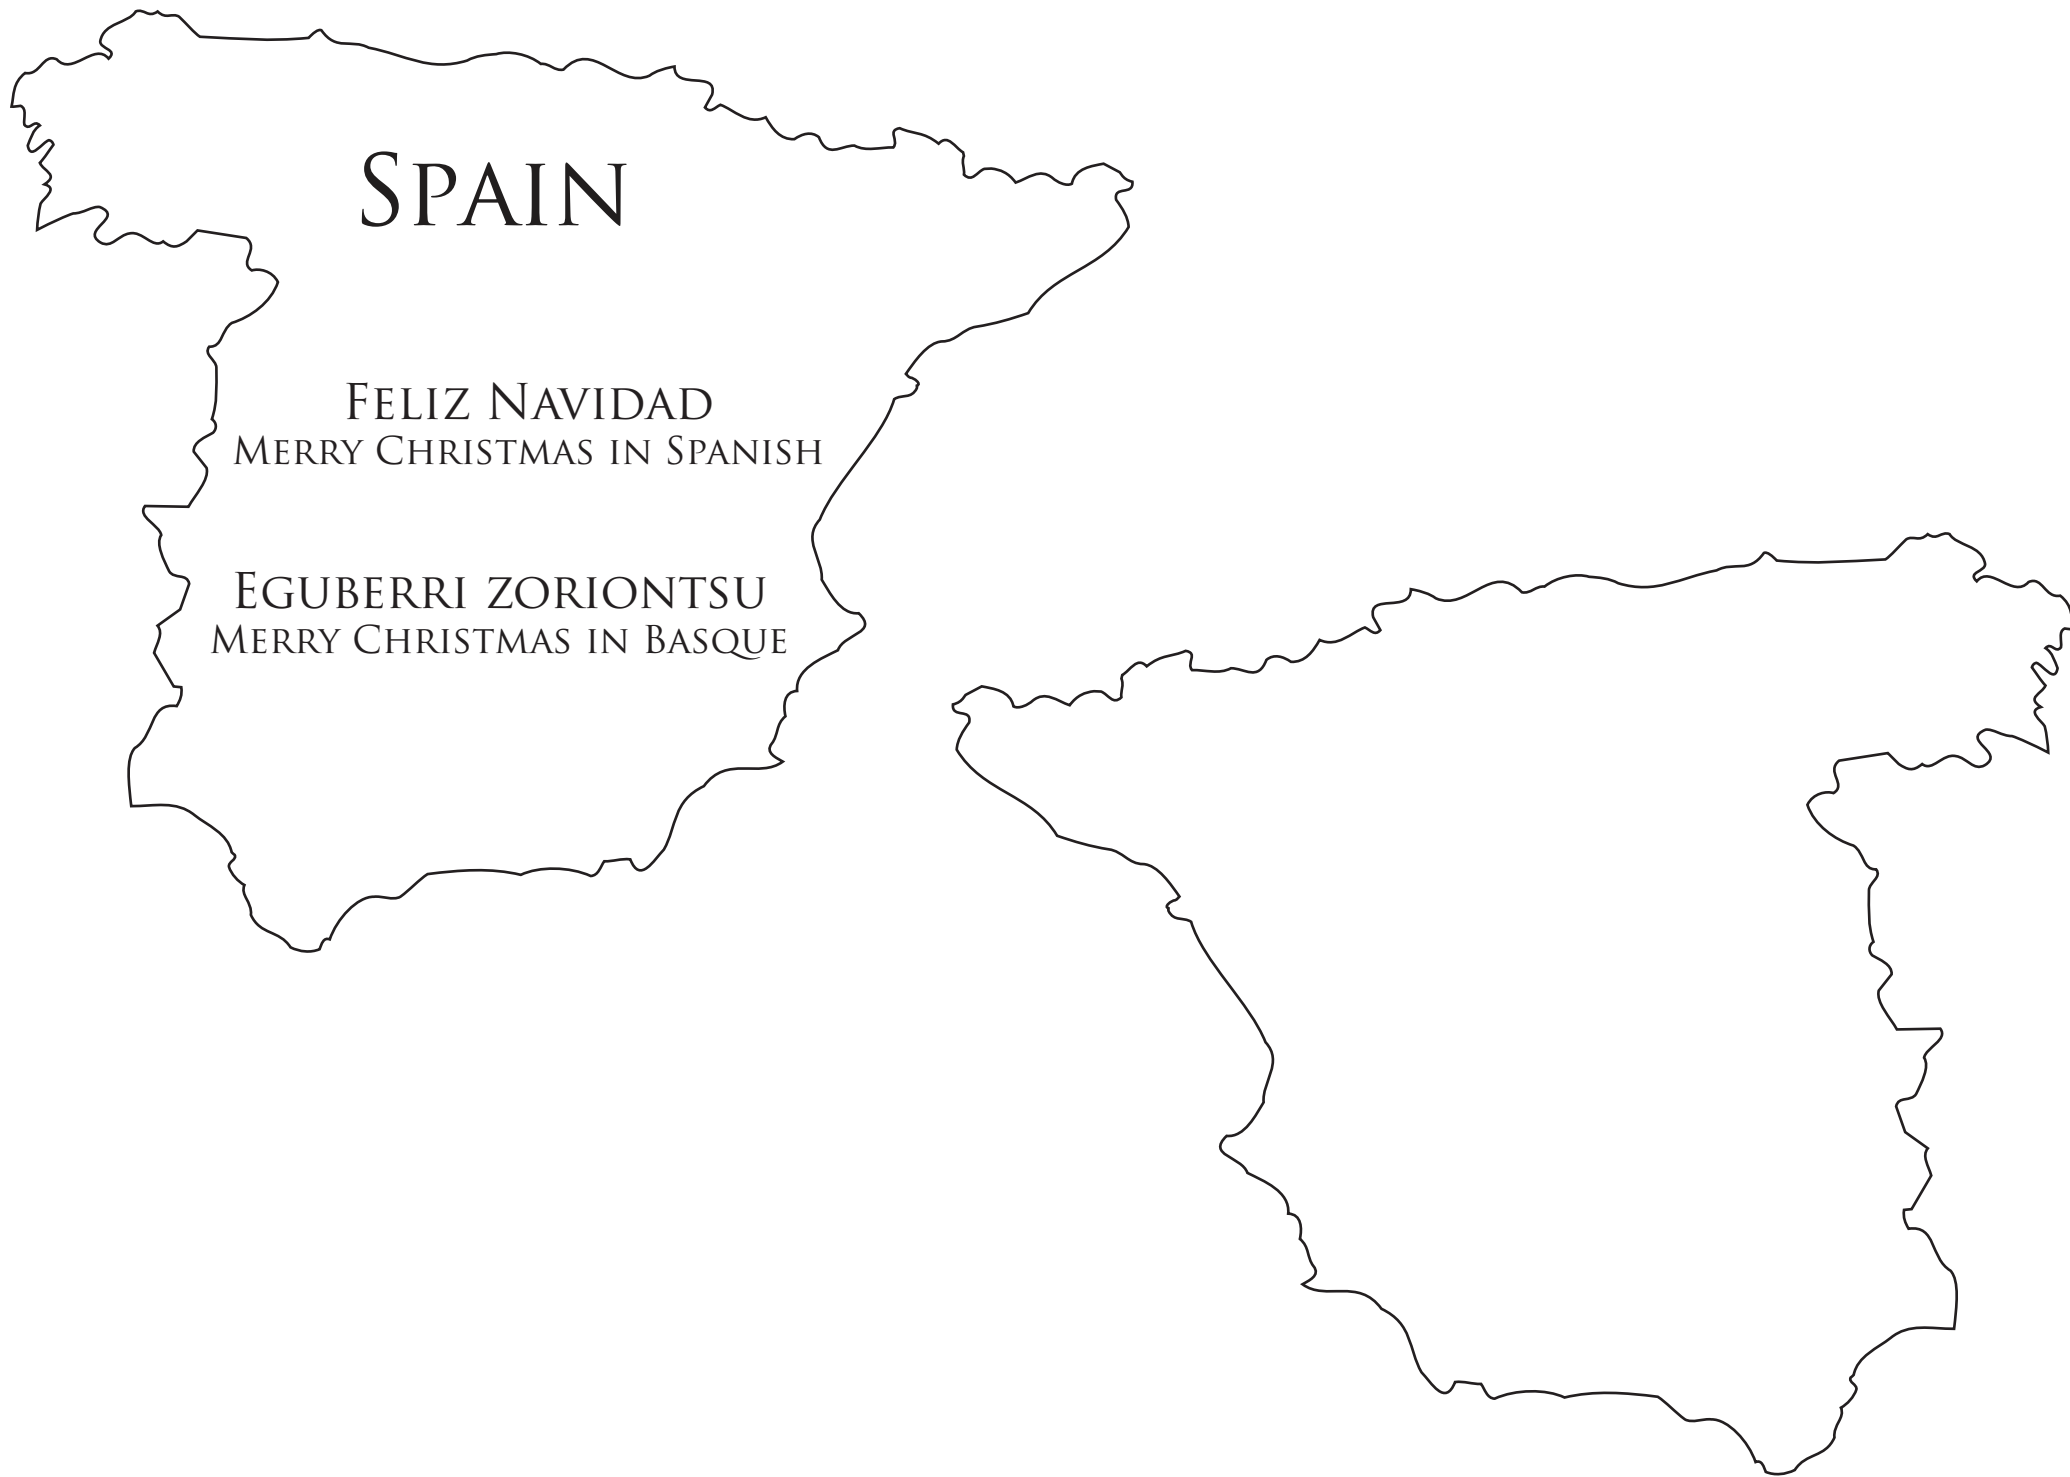 Spain
Feliz Navidad
Merry Christmas in Spanish
Eguberri zoriontsu
Merry Christmas in Basque